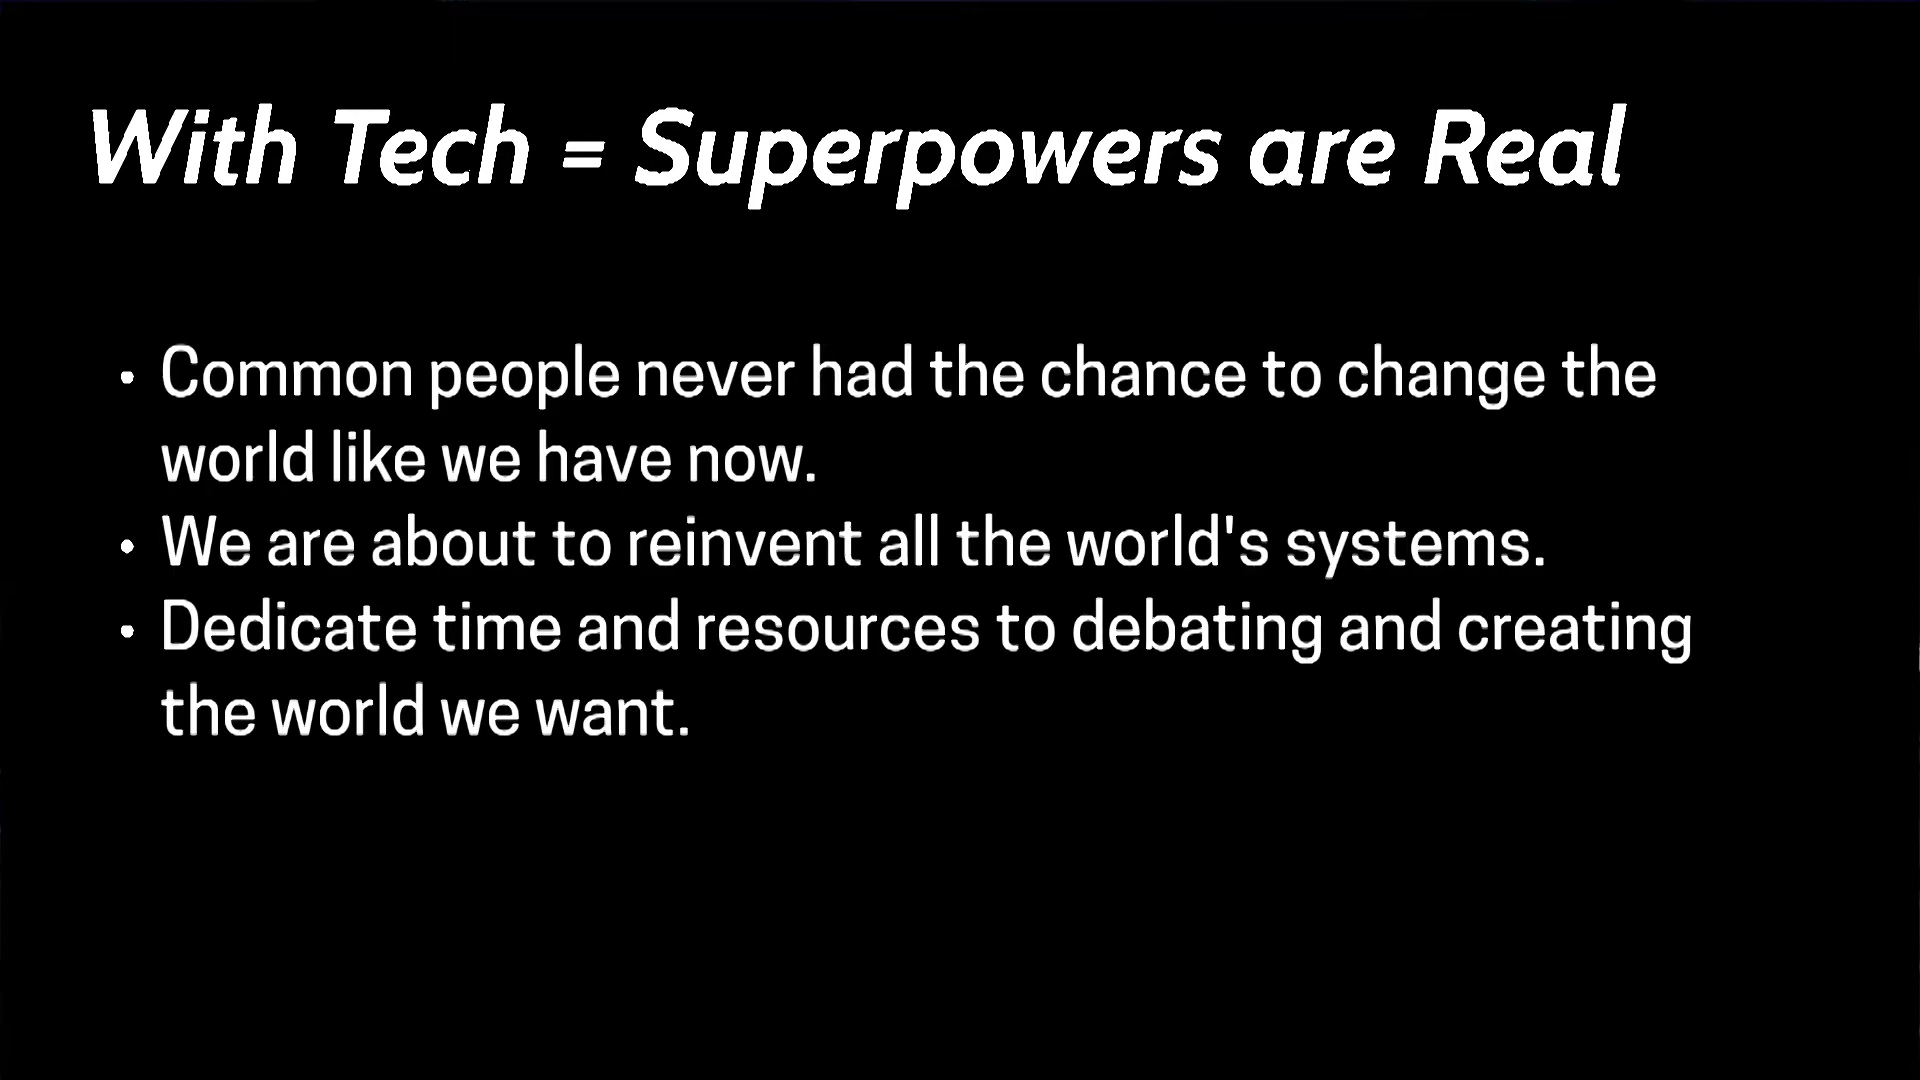 With Tech = Superpowers are Real
• Common people never had the chance to change the
world like we have now.
• We are about to reinvent all the world's systems.
• Dedicate time and resources to debating and creating
the world we want.